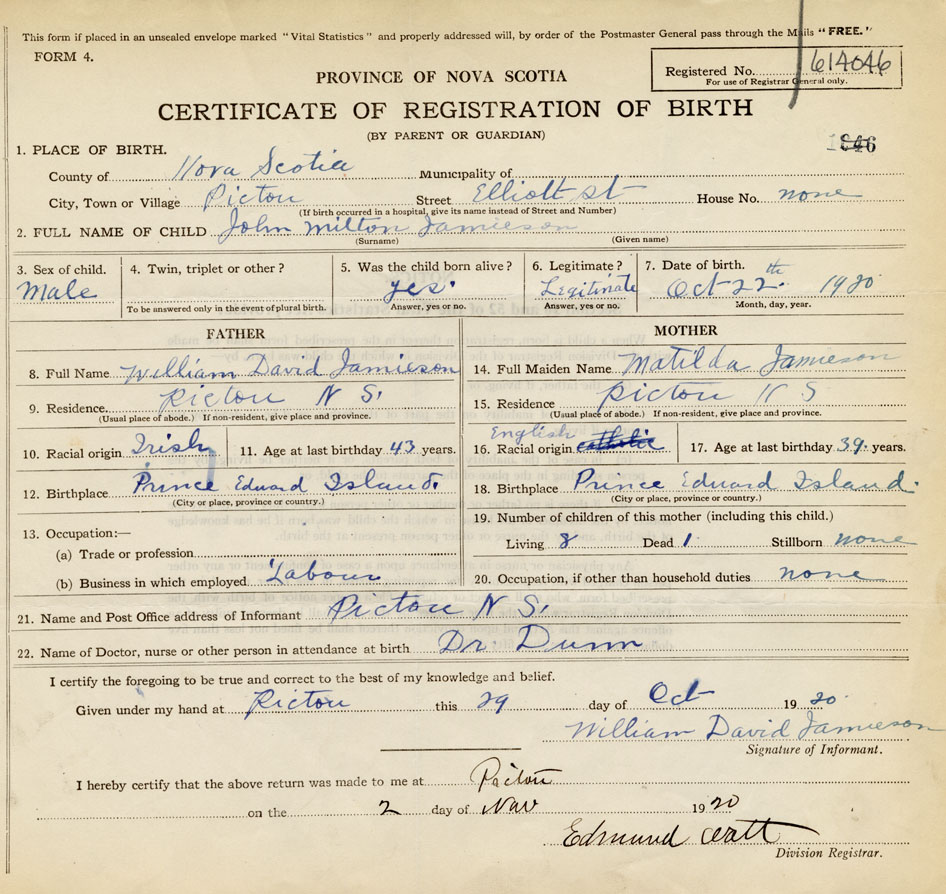 This form if placed in an unsealed envelope marked "Vital Statistics" and properly addressed will, by order of the Postmaster General pass through the Mails "FREE."
FORM 4.
Registered No. 614046
For use of Registrar General only.
PROVINCE OF NOVA SCOTIA
CERTIFICATE OF REGISTRATION OF BIRTH
(BY PARENT OR GUARDIAN)
1. PLACE OF BIRTH.
County of Nova Scotia Municipality of
City, Town or Village Pictou Street Elliott st House No. none
(If birth occurred in a hospital, give its name instead of Street and Number)
2. FULL NAME OF CHILD John Milton Jamieson
(Surname) (Given name)
3. Sex of child. 4. Twin, triplet or other? 5. Was the child born alive? 6. Legitimate? 7. Date of birth.
Male yes. Legitimate Oct 22th. 1920
To be answered only in the event of plural birth. Answer, yes or no. Answer, yes or no. Month, day, year.
FATHER MOTHER
8. Full Name William David Jamieson 14. Full Maiden Name Matilda Jamieson
9. Residence. Pictou N S. 15. Residence Pictou N S
(Usual place of abode.) If non-resident, give place and province. (Usual place of abode.) If non-resident, give place and province.
10. Racial origin Irish 11. Age at last birthday 43 years. 16. Racial origin English catholic 17. Age at last birthday 39. years.
12. Birthplace Prince Edward Island. 18. Birthplace Prince Edward Island.
(City or place, province or country.) (City or place, province or country.)
19. Number of children of this mother (including this child.)
13. Occupation:—
Living 8 Dead 1 Stillborn none
(a) Trade or profession
(b) Business in which employed Labour 20. Occupation, if other than household duties none
21. Name and Post Office address of Informant Pictou N S.
22. Name of Doctor, nurse or other person in attendance at birth Dr. Dunn
I certify the foregoing to be true and correct to the best of my knowledge and belief.
Given under my hand at Pictou this 29 day of Oct 1920
William David Jamieson
Signature of Informant.
I hereby certify that the above return was made to me at Pictou
on the 2 day of Nov 1920
Edmund
Division Registrar.